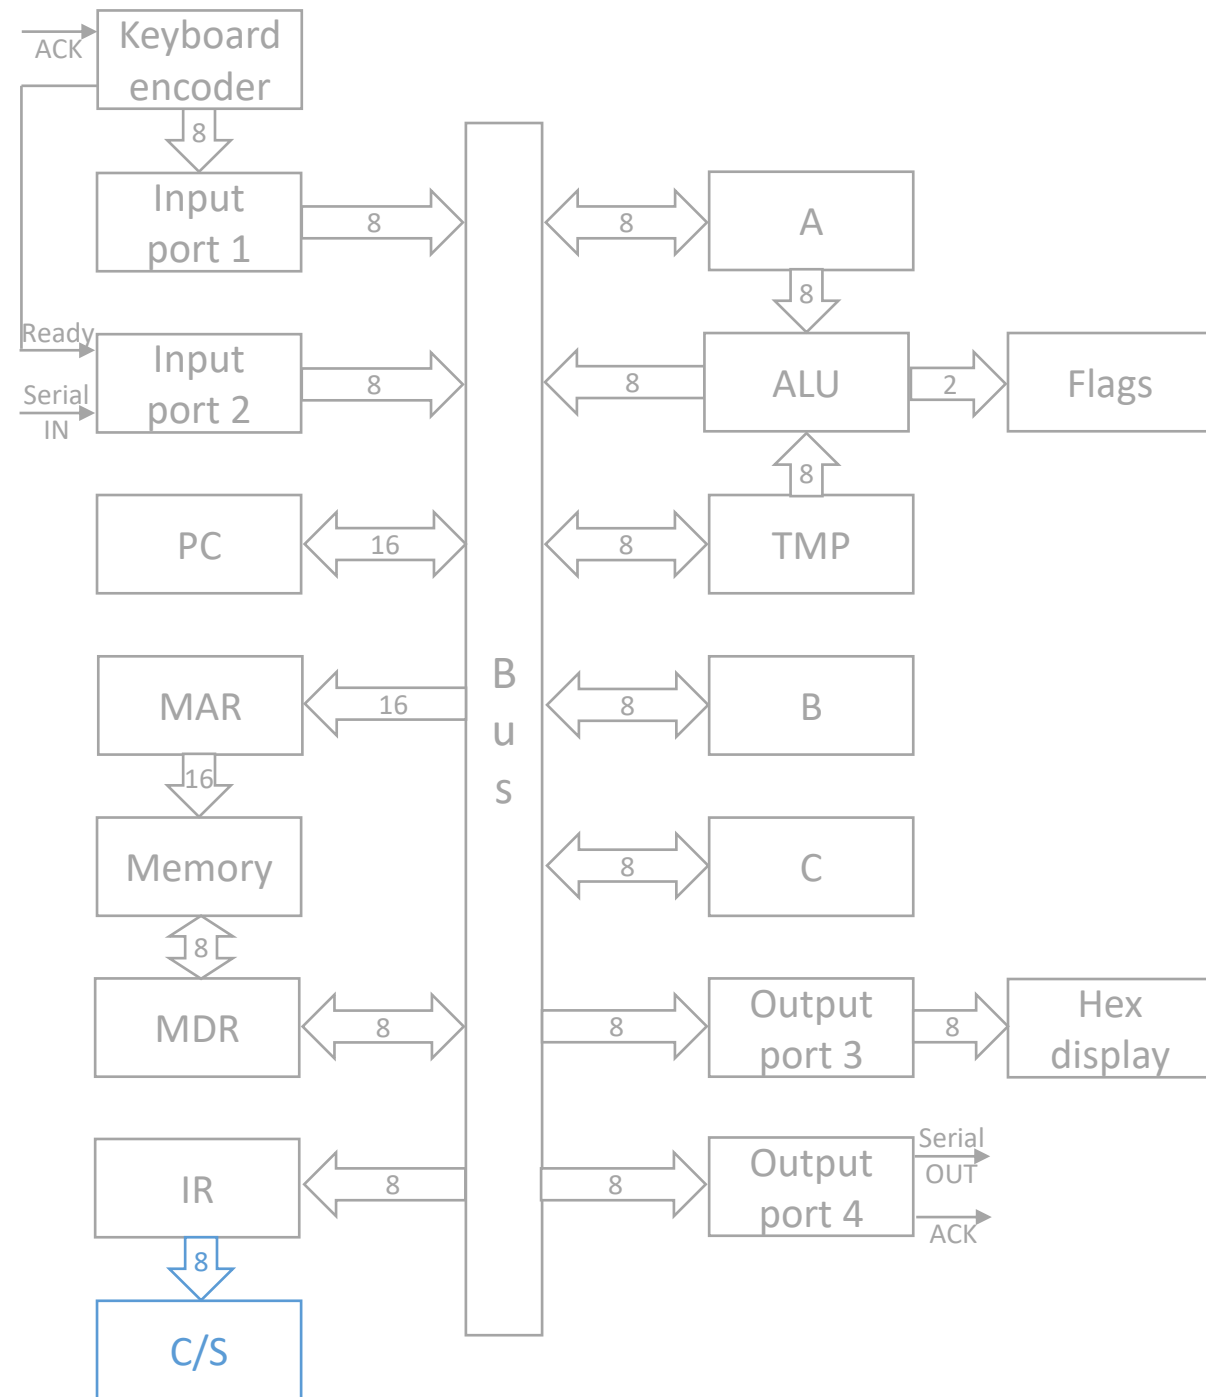 ACK
Keyboard
encoder
8
Input
port 1
8
8
A
8
Ready
Serial
IN
Input
port 2
8
8
ALU
2
Flags
8
PC
16
8
TMP
MAR
16
B
u
s
8
B
16
Memory
8
C
8
MDR
8
8
Output
port 3
8
Hex
display
IR
8
8
Output
port 4
Serial
OUT
ACK
8
C/S